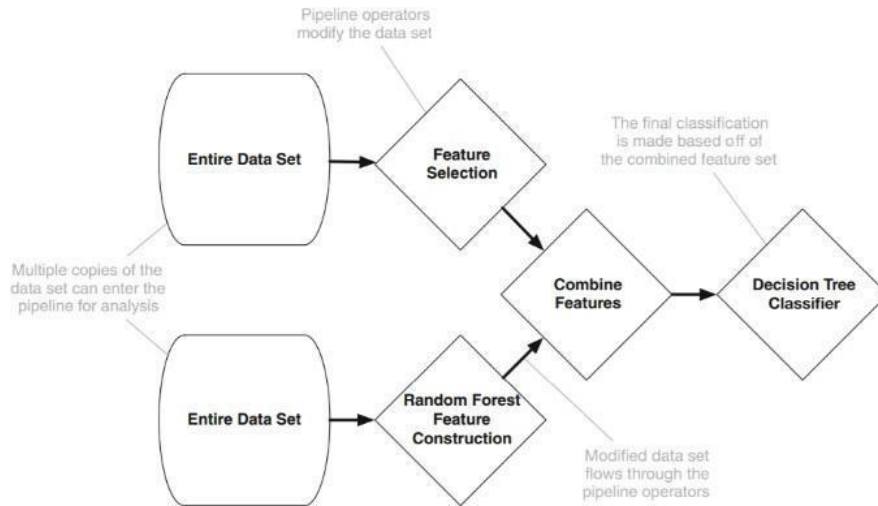 Pipeline operators
modify the data set
Entire Data Set
Feature
Selection
The final classification
is made based off of
the combined feature set
Multiple copies of the
data set can enter the
pipeline for analysis
Combine
Features
Decision Tree
Classifier
Entire Data Set
Random Forest
Feature
Construction
Modified data set
flows through the
pipeline operators